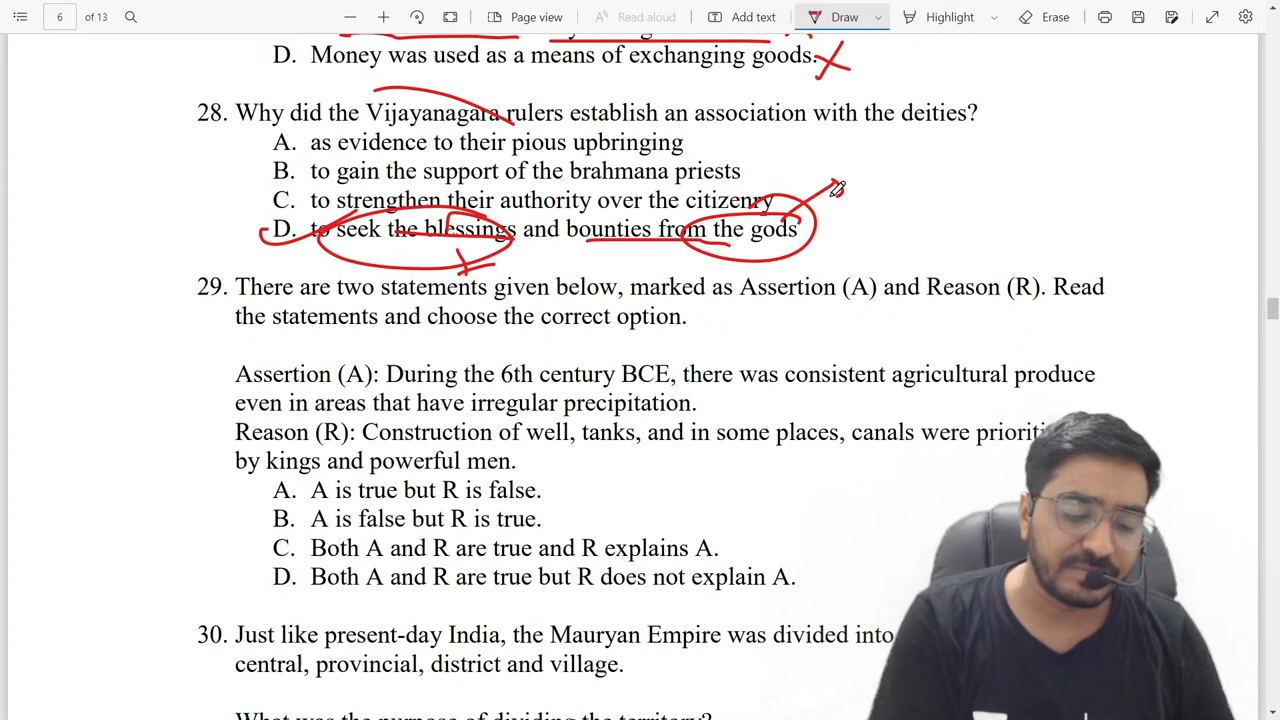 6 of 13
Page view
Read aloud
Add text
Draw
Highlight
Erase
D. Money was used as a means of exchanging goods.
28. Why did the Vijayanagara rulers establish an association with the deities?
A. as evidence to their pious upbringing
B. to gain the support of the brahmana priests
C. to strengthen their authority over the citizenry
D. to seek the blessings and bounties from the gods
29. There are two statements given below, marked as Assertion (A) and Reason (R). Read
the statements and choose the correct option.
Assertion (A): During the 6th century BCE, there was consistent agricultural produce
even in areas that have irregular precipitation.
Reason (R): Construction of well, tanks, and in some places, canals were
by kings and powerful men.
A. A is true but R is false.
B. A is false but R is true.
C. Both A and R are true and R explains A.
D. Both A and R are true but R does not explain A.
30. Just like present-day India, the Mauryan Empire was divided into
central, provincial, district and village.
What was the purpose of dividing the territory?